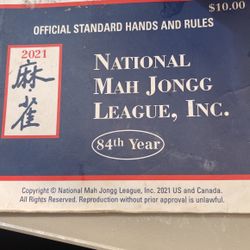 $10.00
OFFICIAL STANDARD HANDS AND RULES
2021
麻
雀
NATIONAL
MAH JONGG
LEAGUE, INC.
84th Year
Copyright © National Mah Jongg League, Inc. 2021 US and Canada.
All Rights Reserved. Reproduction without prior approval is unlawful.